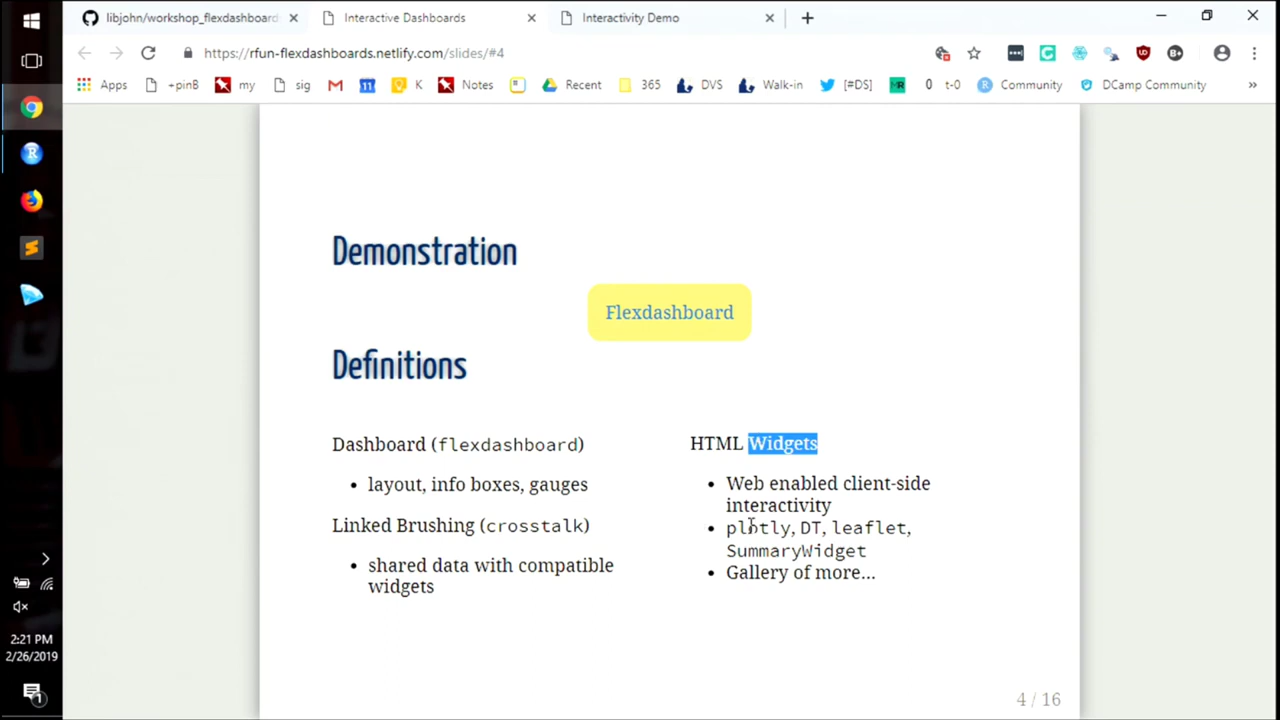 libjohn/workshop_flexdashboard
Interactive Dashboards
Interactivity Demo
https://rfun-flexdashboards.netlify.com/slides/#4
Apps
+pinB
my
sig
K
Notes
Recent
365
DVS
Walk-in
[#DS]
0
t-0
Community
DCamp Community
»
Demonstration
Flexdashboard
Definitions
Dashboard (flexdashboard)
• layout, info boxes, gauges
Linked Brushing (crosstalk)
• shared data with compatible
widgets
HTML Widgets
• Web enabled client-side
interactivity
• plotly, DT, leaflet,
SummaryWidget
• Gallery of more...
4 / 16
2:21 PM
2/26/2019